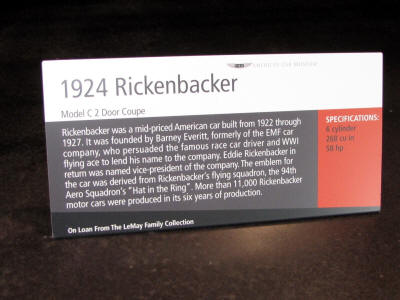 AMERICA'S CAR MUSEUM
1924 Rickenbacker
Model C 2 Door Coupe
Rickenbacker was a mid-priced American car built from 1922 through
1927. It was founded by Barney Everitt, formerly of the EMF car
company, who persuaded the famous race car driver and WWI
flying ace to lend his name to the company. Eddie Rickenbacker in
return was named vice-president of the company. The emblem for
the car was derived from Rickenbacker's flying squadron, the 94th
Aero Squadron's "Hat in the Ring". More than 11,000 Rickenbacker
motor cars were produced in its six years of production.
On Loan From The LeMay Family Collection
SPECIFICATIONS:
6 cylinder
268 cu in
58 hp